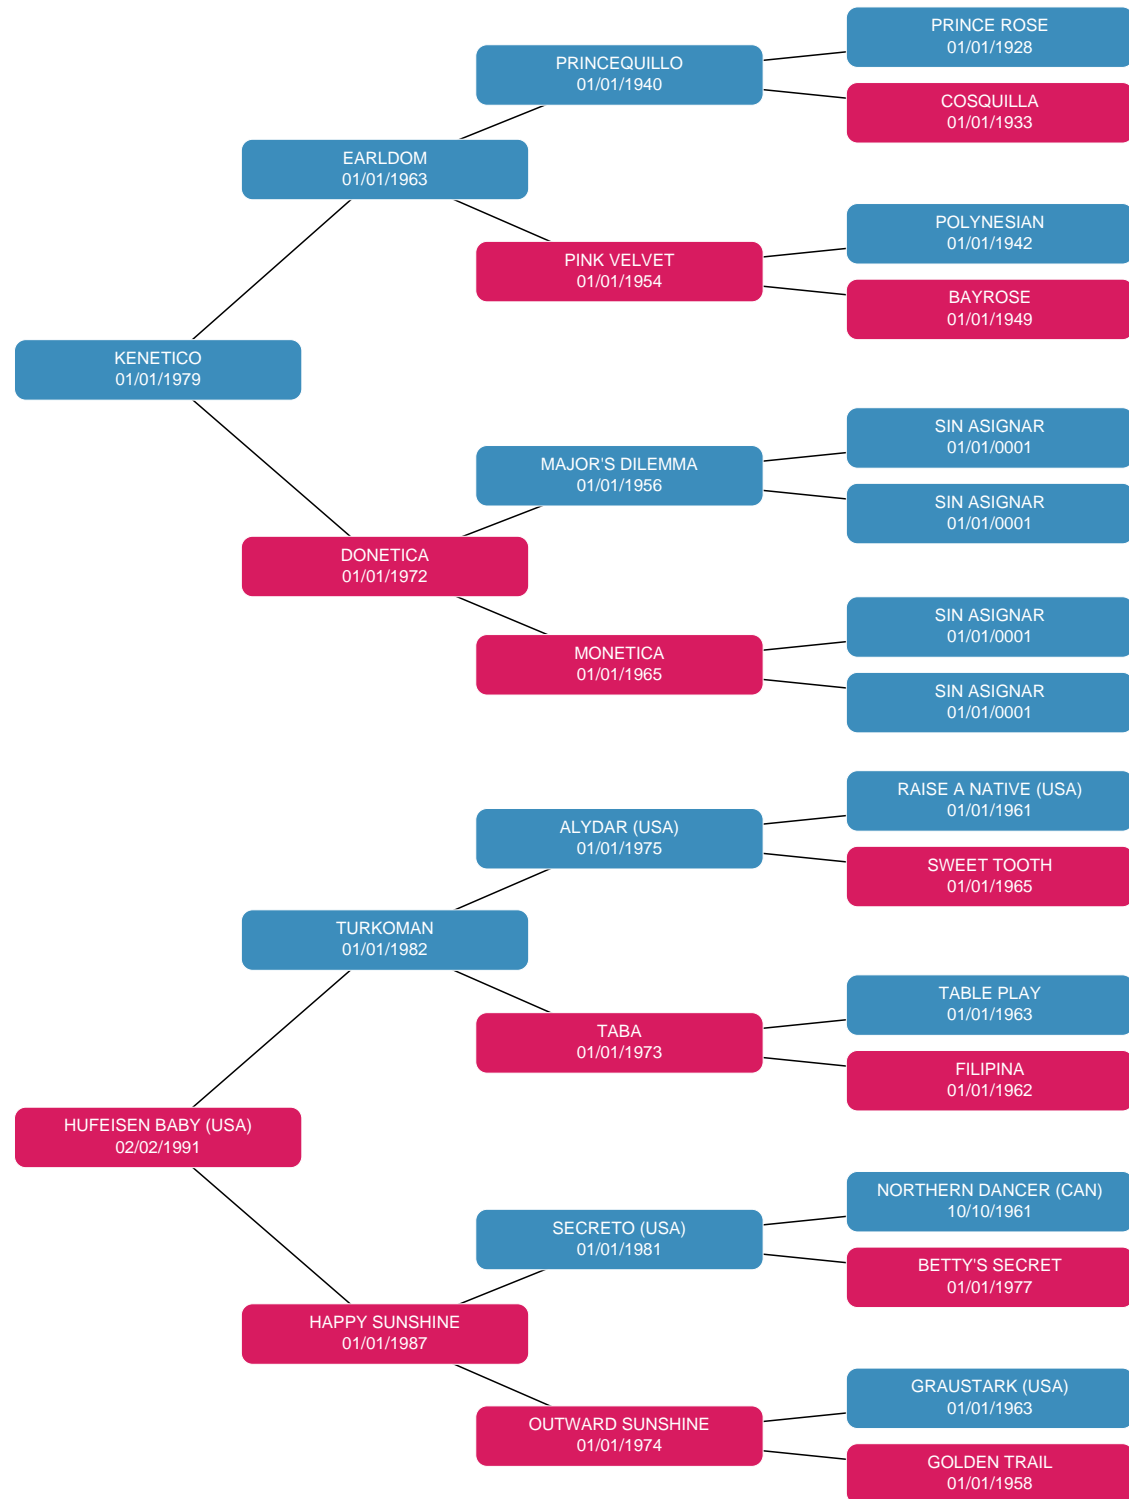 PRINCE ROSE
01/01/1928
PRINCEQUILLO
01/01/1940
COSQUILLA
01/01/1933
EARLDOM
01/01/1963
POLYNESIAN
01/01/1942
PINK VELVET
01/01/1954
BAYROSE
01/01/1949
KENETICO
01/01/1979
SIN ASIGNAR
01/01/0001
MAJOR'S DILEMMA
01/01/1956
SIN ASIGNAR
01/01/0001
DONETICA
01/01/1972
SIN ASIGNAR
01/01/0001
MONETICA
01/01/1965
SIN ASIGNAR
01/01/0001
RAISE A NATIVE (USA)
01/01/1961
ALYDAR (USA)
01/01/1975
SWEET TOOTH
01/01/1965
TURKOMAN
01/01/1982
TABLE PLAY
01/01/1963
TABA
01/01/1973
FILIPINA
01/01/1962
HUFEISEN BABY (USA)
02/02/1991
NORTHERN DANCER (CAN)
10/10/1961
SECRETO (USA)
01/01/1981
BETTY'S SECRET
01/01/1977
HAPPY SUNSHINE
01/01/1987
GRAUSTARK (USA)
01/01/1963
OUTWARD SUNSHINE
01/01/1974
GOLDEN TRAIL
01/01/1958